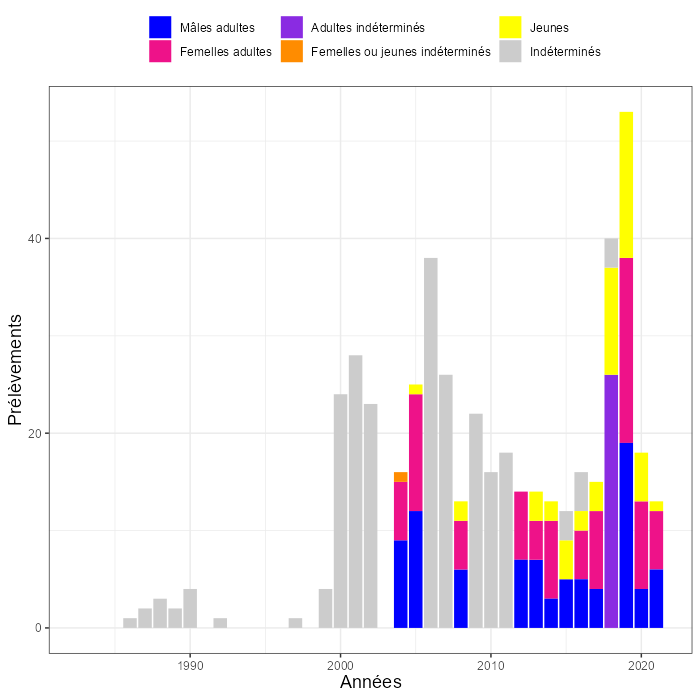 Mâles adultes Adultes indéterminés Jeunes
Femelles adultes Femelles ou jeunes indéterminés Indéterminés
Prélèvements
40
20
0
1990 2000 2010 2020
Années